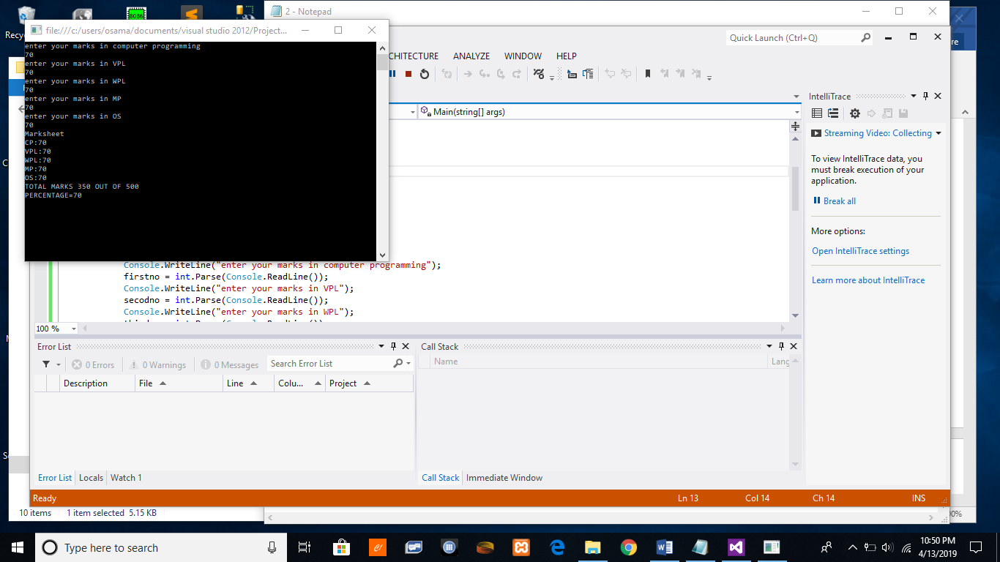 2 - Notepad
Recyc
file:///c:/users/osama/documents/visual studio 2012/Project...
enter your marks in computer programming
70
enter your marks in VPL
70
enter your marks in WPL
70
enter your marks in MP
70
enter your marks in OS
70
Marksheet
CP:70
VPL:70
WPL:70
MP:70
OS:70
TOTAL MARKS 350 OUT OF 500
PERCENTAGE=70
Quick Launch (Ctrl+Q)
CHITECTURE ANALYZE WINDOW HELP
Main(string[] args)
Console.WriteLine("enter your marks in computer programming");
firstno = int.Parse(Console.ReadLine());
Console.WriteLine("enter your marks in VPL");
secodno = int.Parse(Console.ReadLine());
Console.WriteLine("enter your marks in WPL");
100 %
IntelliTrace
Streaming Video: Collecting
To view IntelliTrace data, you
must break execution of your
application.
Break all
More options:
Open IntelliTrace settings
Learn more about IntelliTrace
Error List
0 Errors 0 Warnings 0 Messages Search Error List
Description File Line Colu... Project
Error List Locals Watch 1
Call Stack
Name Lang
Call Stack Immediate Window
Ready Ln 13 Col 14 Ch 14 INS
10 items 1 item selected 5.15 KB
Type here to search
10:50 PM
4/13/2019